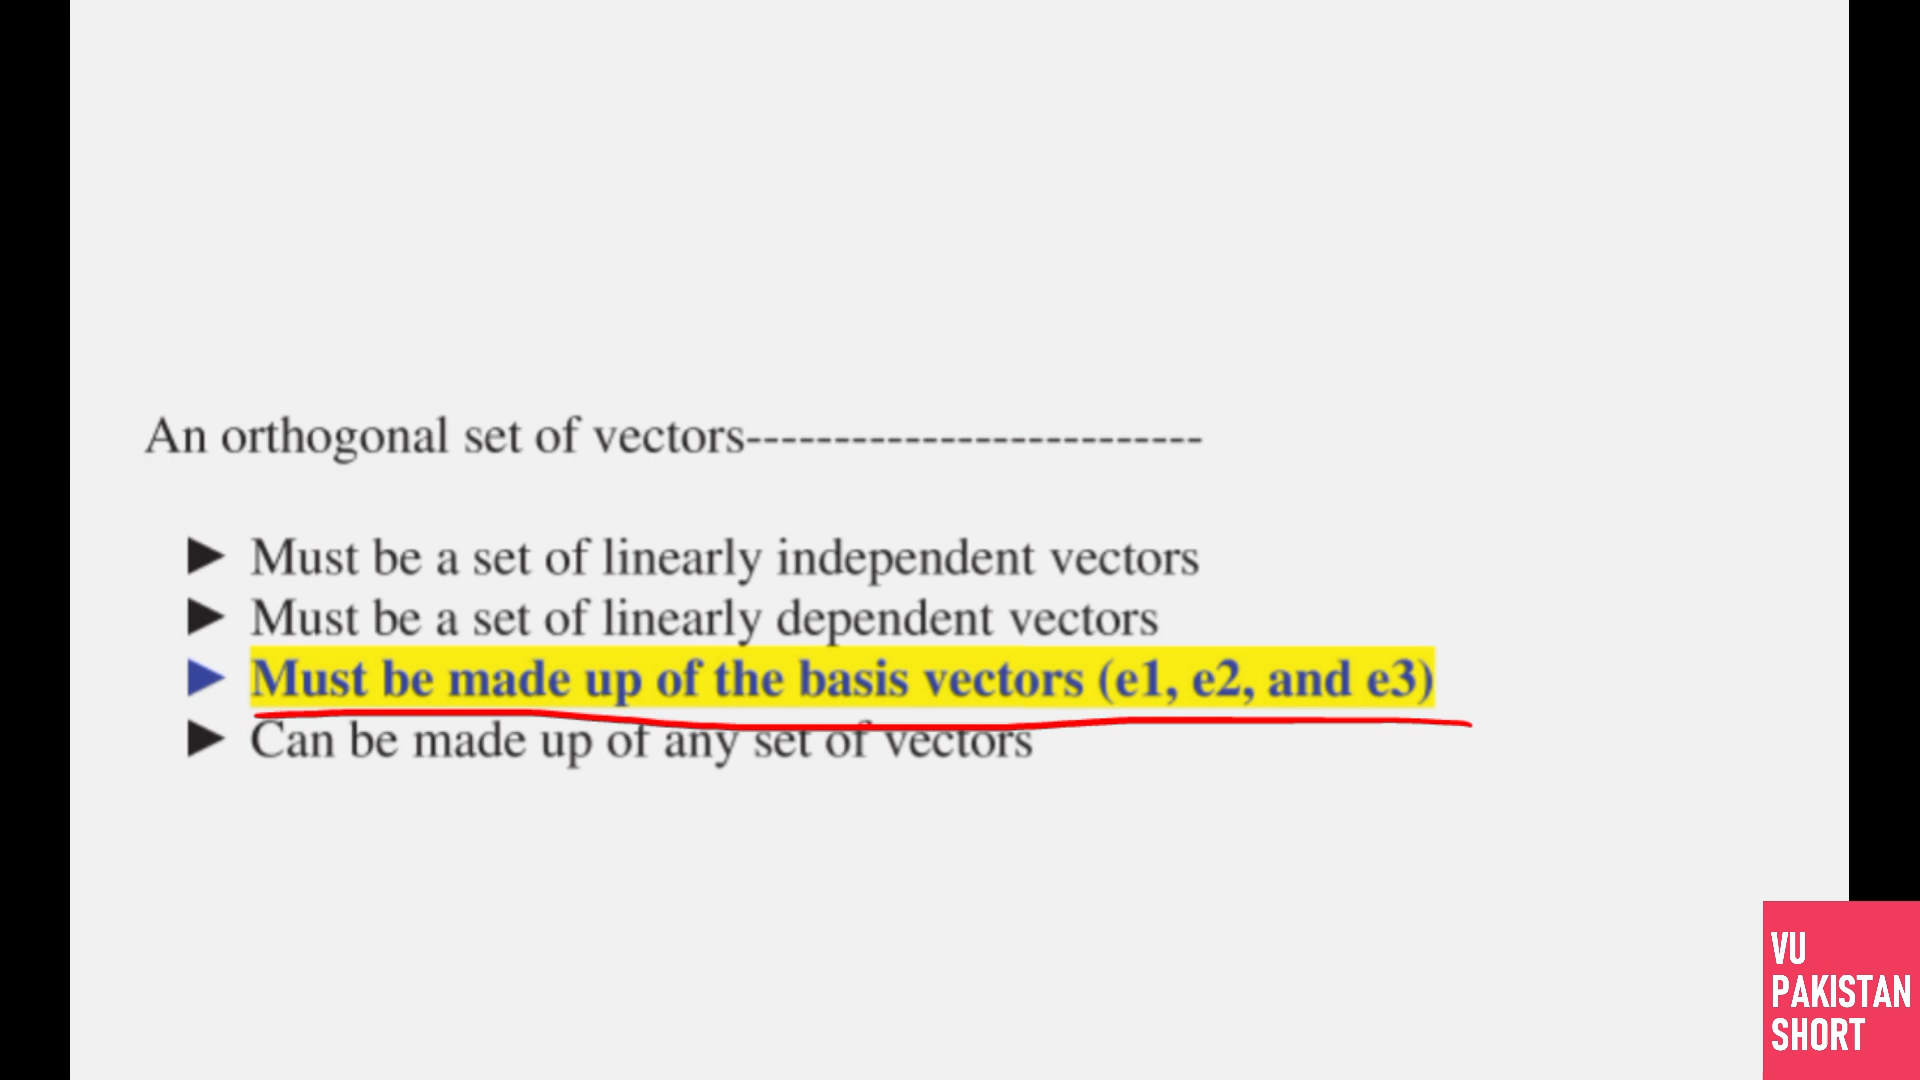 An orthogonal set of vectors--------------------------
► Must be a set of linearly independent vectors
► Must be a set of linearly dependent vectors
► Must be made up of the basis vectors (e1, e2, and e3)
► Can be made up of any set of vectors
VU
PAKISTAN
SHORT